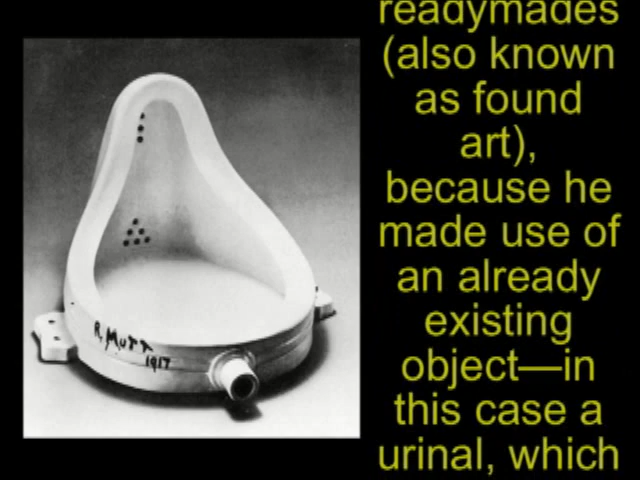 readymades
(also known
as found
art),
because he
made use of
an already
existing
object—in
this case a
urinal, which
R. MUTT
1917